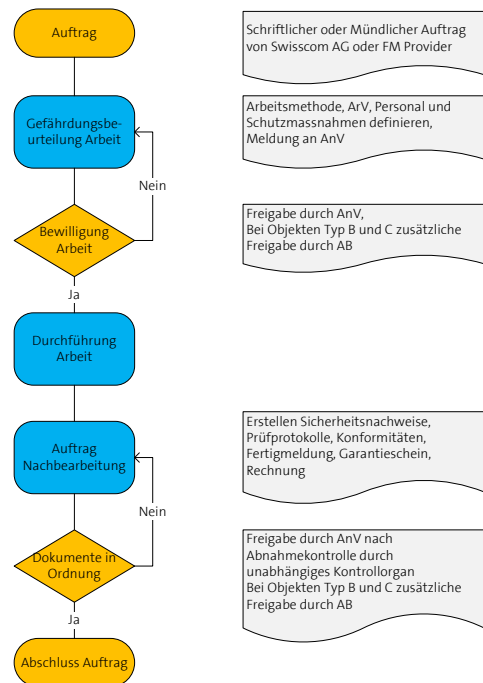 Auftrag
Schriftlicher oder Mündlicher Auftrag
von Swisscom AG oder FM Provider
Gefährdungsbe-
urteilung Arbeit
Arbeitsmethode, ArV, Personal und
Schutzmassnahmen definieren,
Meldung an AnV
Nein
Bewilligung
Arbeit
Freigabe durch AnV,
Bei Objekten Typ B und C zusätzliche
Freigabe durch AB
Ja
Durchführung
Arbeit
Auftrag
Nachbearbeitung
Erstellen Sicherheitsnachweise,
Prüfprotokolle, Konformitäten,
Fertigmeldung, Garantieschein,
Rechnung
Nein
Dokumente in
Ordnung
Freigabe durch AnV nach
Abnahmekontrolle durch
unabhängiges Kontrollorgan
Bei Objekten Typ B und C zusätzliche
Freigabe durch AB
Ja
Abschluss Auftrag